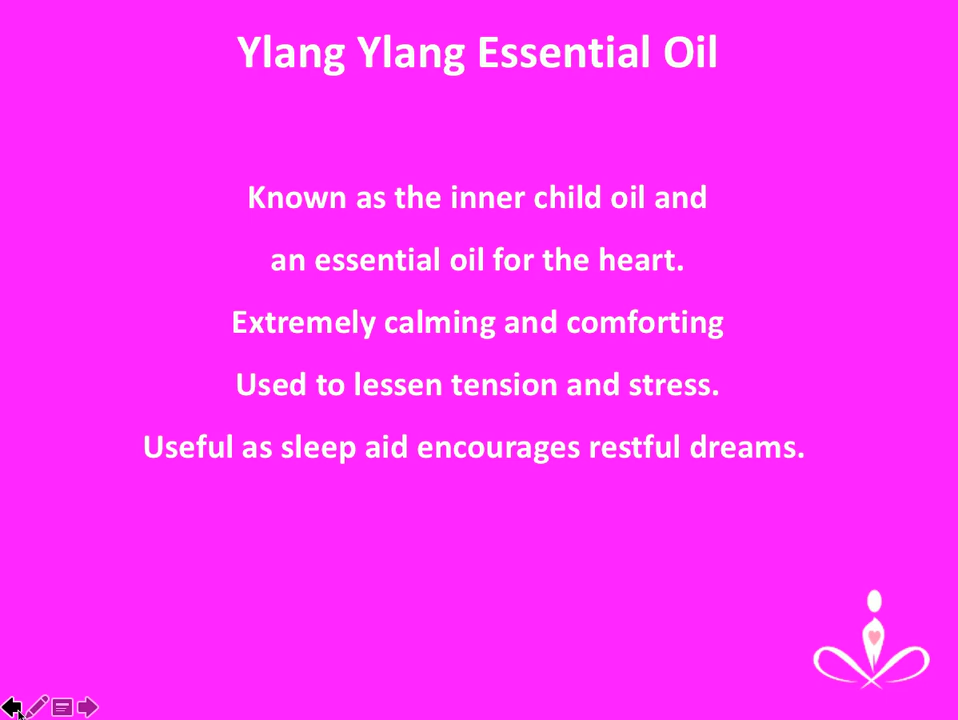 Ylang Ylang Essential Oil
Known as the inner child oil and
an essential oil for the heart.
Extremely calming and comforting
Used to lessen tension and stress.
Useful as sleep aid encourages restful dreams.